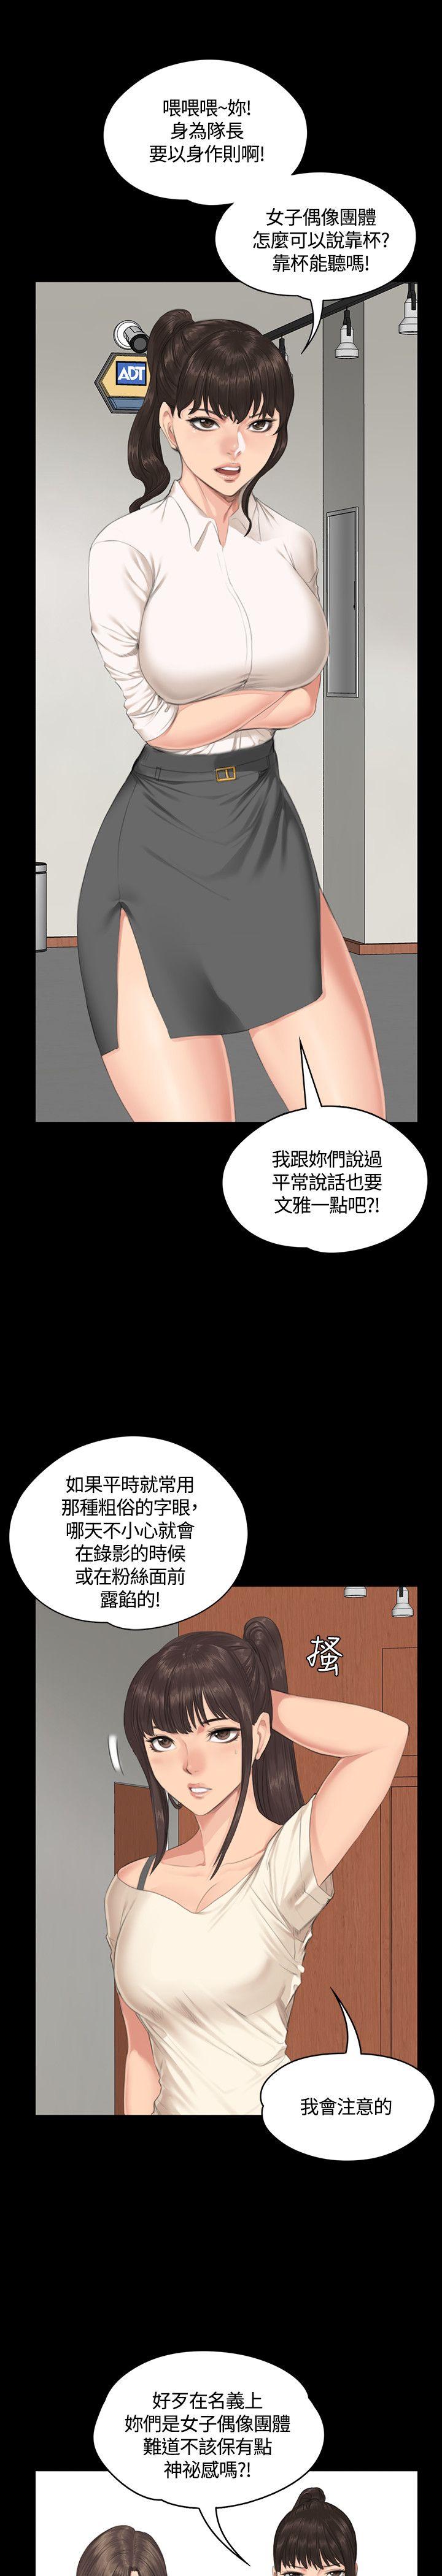 喂喂喂~妳!
身為隊長
要以身作則啊!
女子偶像團體
怎麼可以說靠杯?
靠杯能聽嗎!
ADT
我跟妳們說過
平常說話也要
文雅一點吧?!
如果平時就常用
那種粗俗的字眼,
哪天不小心就會
在錄影的時候
或在粉絲面前
露餡的!
搔
我會注意的
好歹在名義上
妳們是女子偶像團體
難道不該保有點
神祕感嗎?!